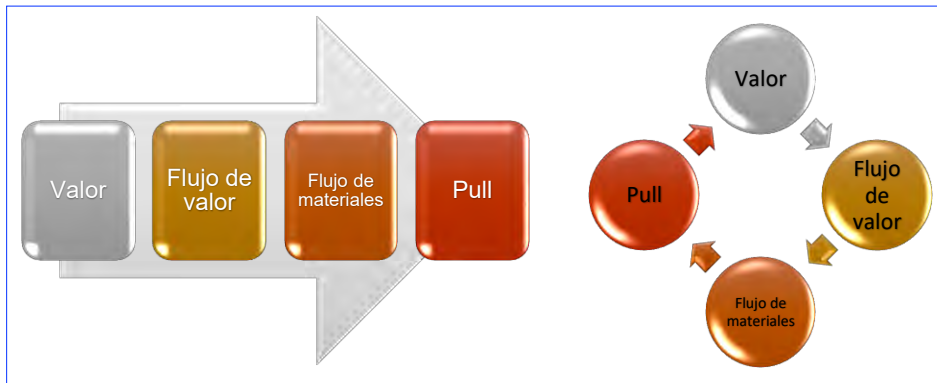 Valor
Flujo de
valor
Flujo de
materiales
Pull
Valor
Flujo
de
valor
Flujo de
materiales
Pull